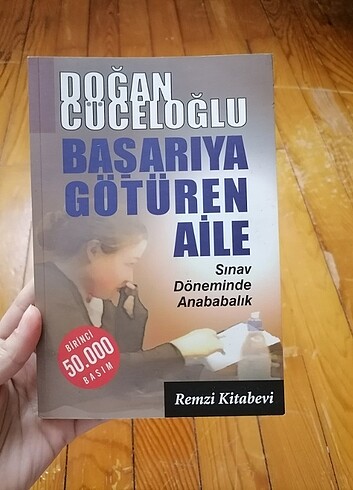 DOĞAN
CÜCELOĞLU
BAŞARIYA
GÖTÜREN
AİLE
Sınav
Döneminde
Anababalık
BİRİNCİ
50.000
BASIM
Remzi Kitabevi